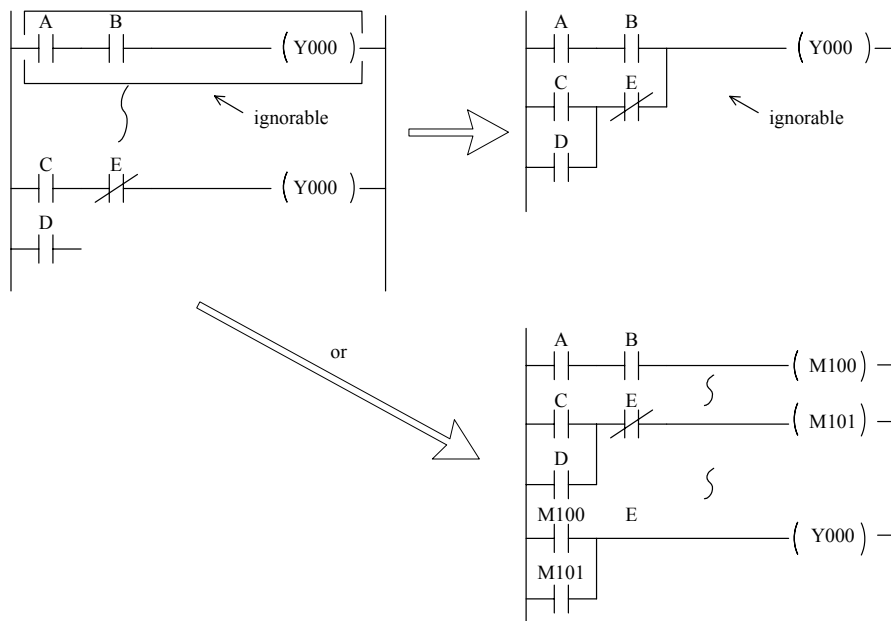 A B
Y000
ignorable
C E
Y000
D
or
A B
Y000
C E
ignorable
D
A B
M100
C E
M101
D
M100 E
Y000
M101